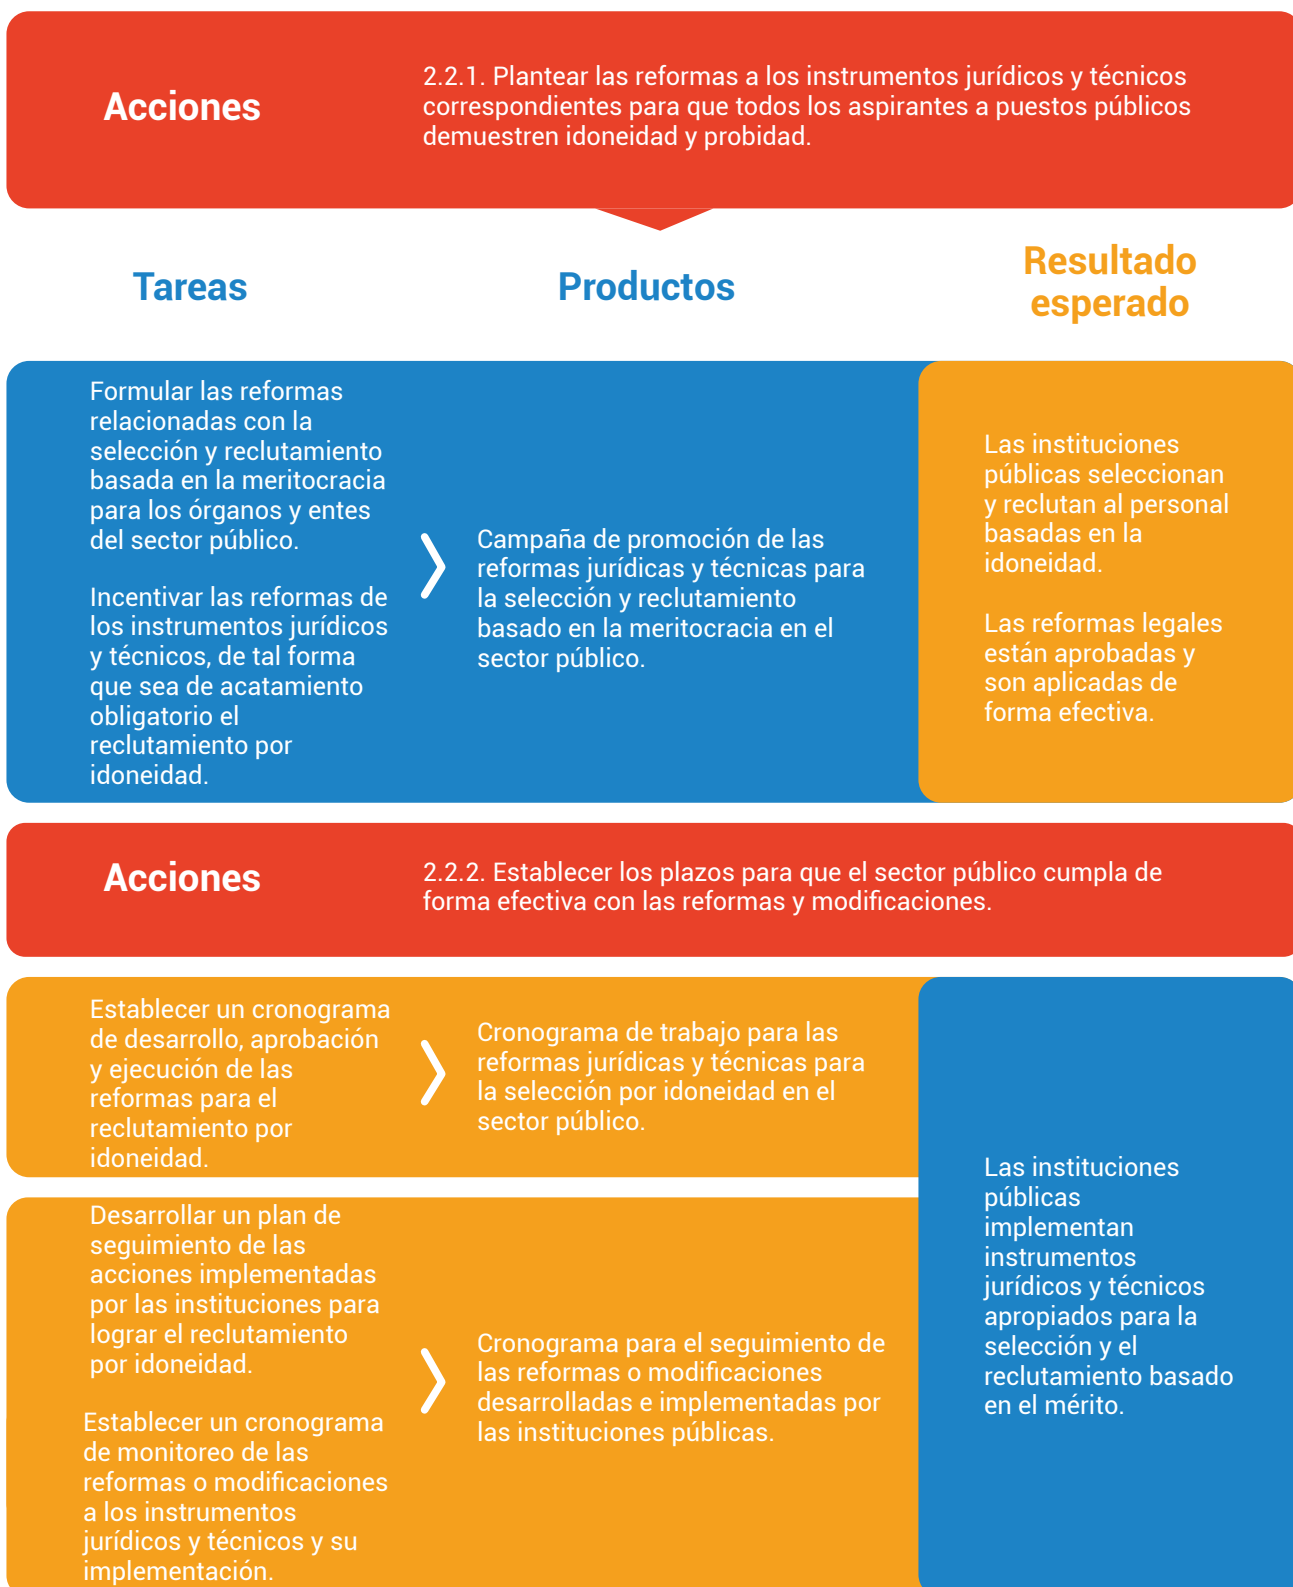 Acciones
2.2.1. Plantear las reformas a los instrumentos jurídicos y técnicos
correspondientes para que todos los aspirantes a puestos públicos
demuestren idoneidad y probidad.
Tareas
Productos
Resultado
esperado
Formular las reformas
relacionadas con la
selección y reclutamiento
basada en la meritocracia
para los órganos y entes
del sector público.
Incentivar las reformas de
los instrumentos jurídicos
y técnicos, de tal forma
que sea de acatamiento
obligatorio el
reclutamiento por
idoneidad.
Campaña de promoción de las
reformas jurídicas y técnicas para
la selección y reclutamiento
basado en la meritocracia en el
sector público.
Las instituciones
públicas seleccionan
y reclutan al personal
basadas en la
idoneidad.
Las reformas legales
están aprobadas y
son aplicadas de
forma efectiva.
Acciones
2.2.2. Establecer los plazos para que el sector público cumpla de
forma efectiva con las reformas y modificaciones.
Establecer un cronograma
de desarrollo, aprobación
y ejecución de las
reformas para el
reclutamiento por
idoneidad.
Cronograma de trabajo para las
reformas jurídicas y técnicas para
la selección por idoneidad en el
sector público.
Desarrollar un plan de
seguimiento de las
acciones implementadas
por las instituciones para
lograr el reclutamiento
por idoneidad.
Establecer un cronograma
de monitoreo de las
reformas o modificaciones
a los instrumentos
jurídicos y técnicos y su
implementación.
Cronograma para el seguimiento de
las reformas o modificaciones
desarrolladas e implementadas por
las instituciones públicas.
Las instituciones
públicas
implementan
instrumentos
jurídicos y técnicos
apropiados para la
selección y el
reclutamiento basado
en el mérito.